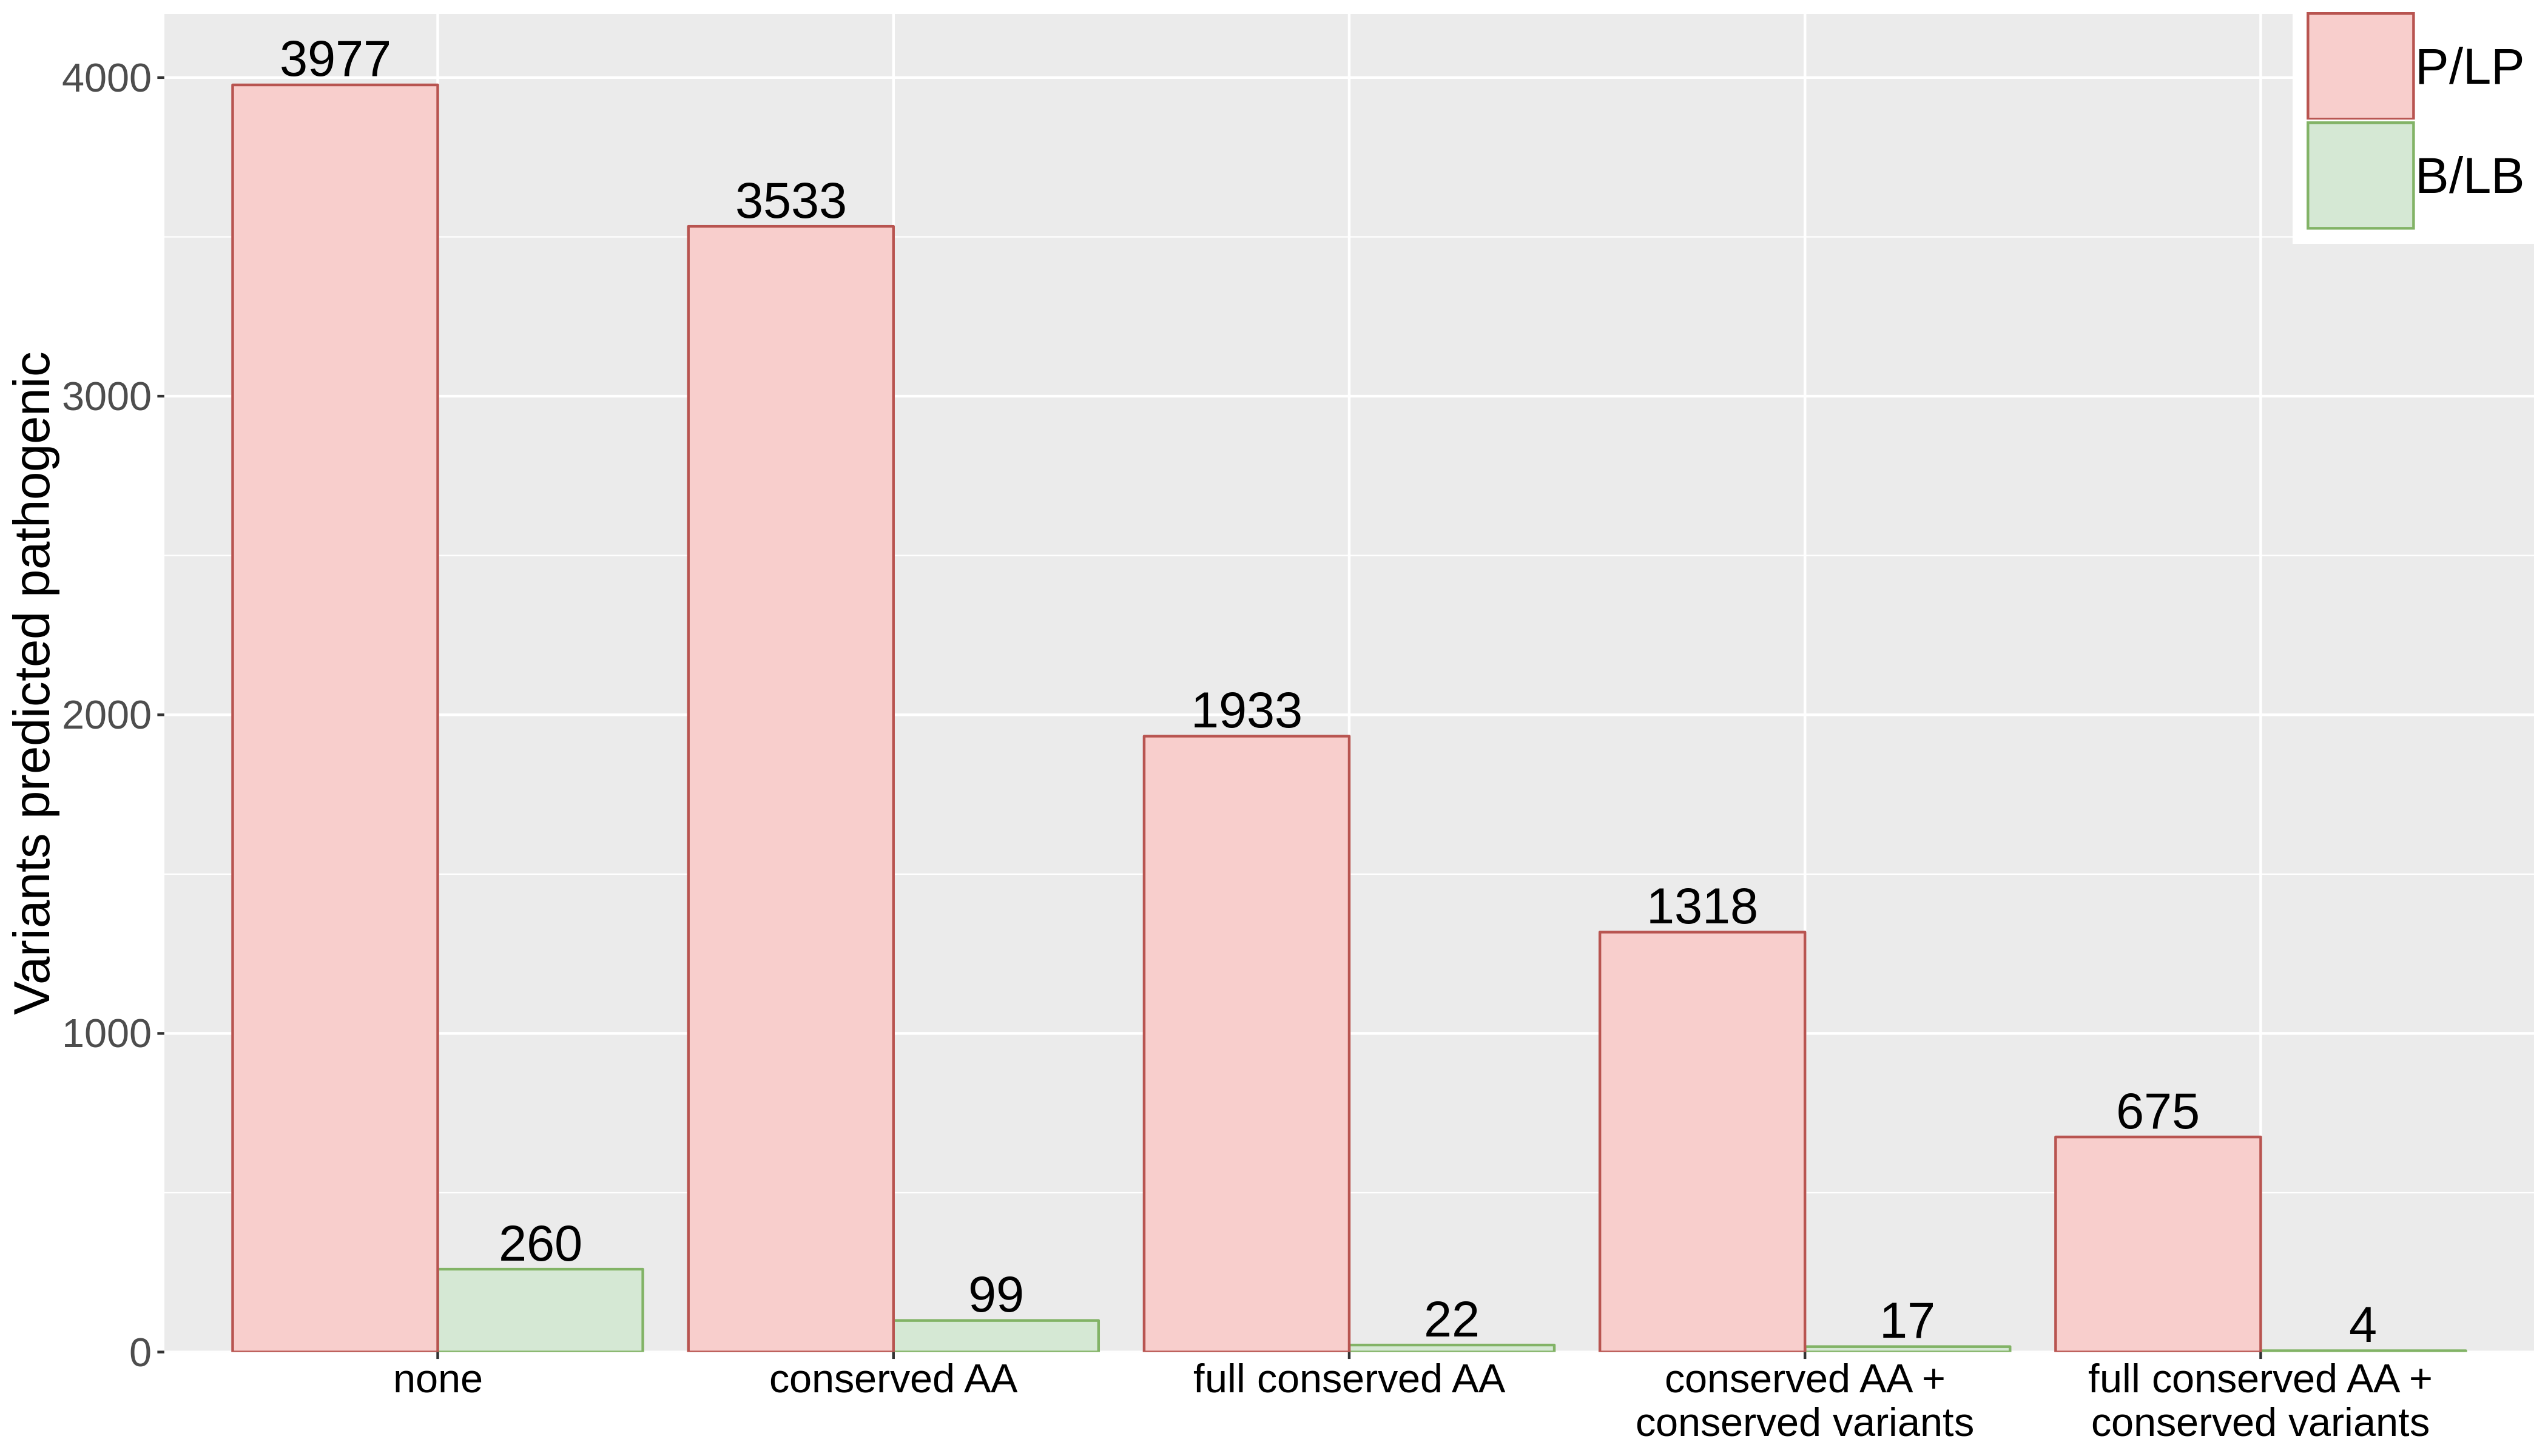 Variants predicted pathogenic
4000
3000
2000
1000
0
3977
260
3533
99
1933
22
1318
17
675
4
none
conserved AA
full conserved AA
conserved AA +
conserved variants
full conserved AA +
conserved variants
P/LP
B/LB